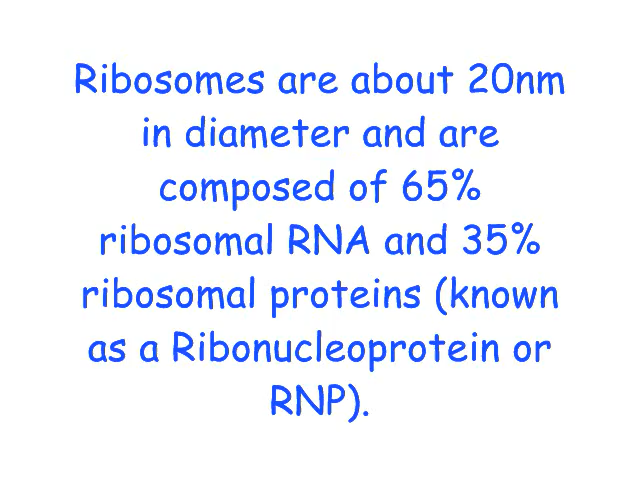 Ribosomes are about 20nm
in diameter and are
composed of 65%
ribosomal RNA and 35%
ribosomal proteins (known
as a Ribonucleoprotein or
RNP).